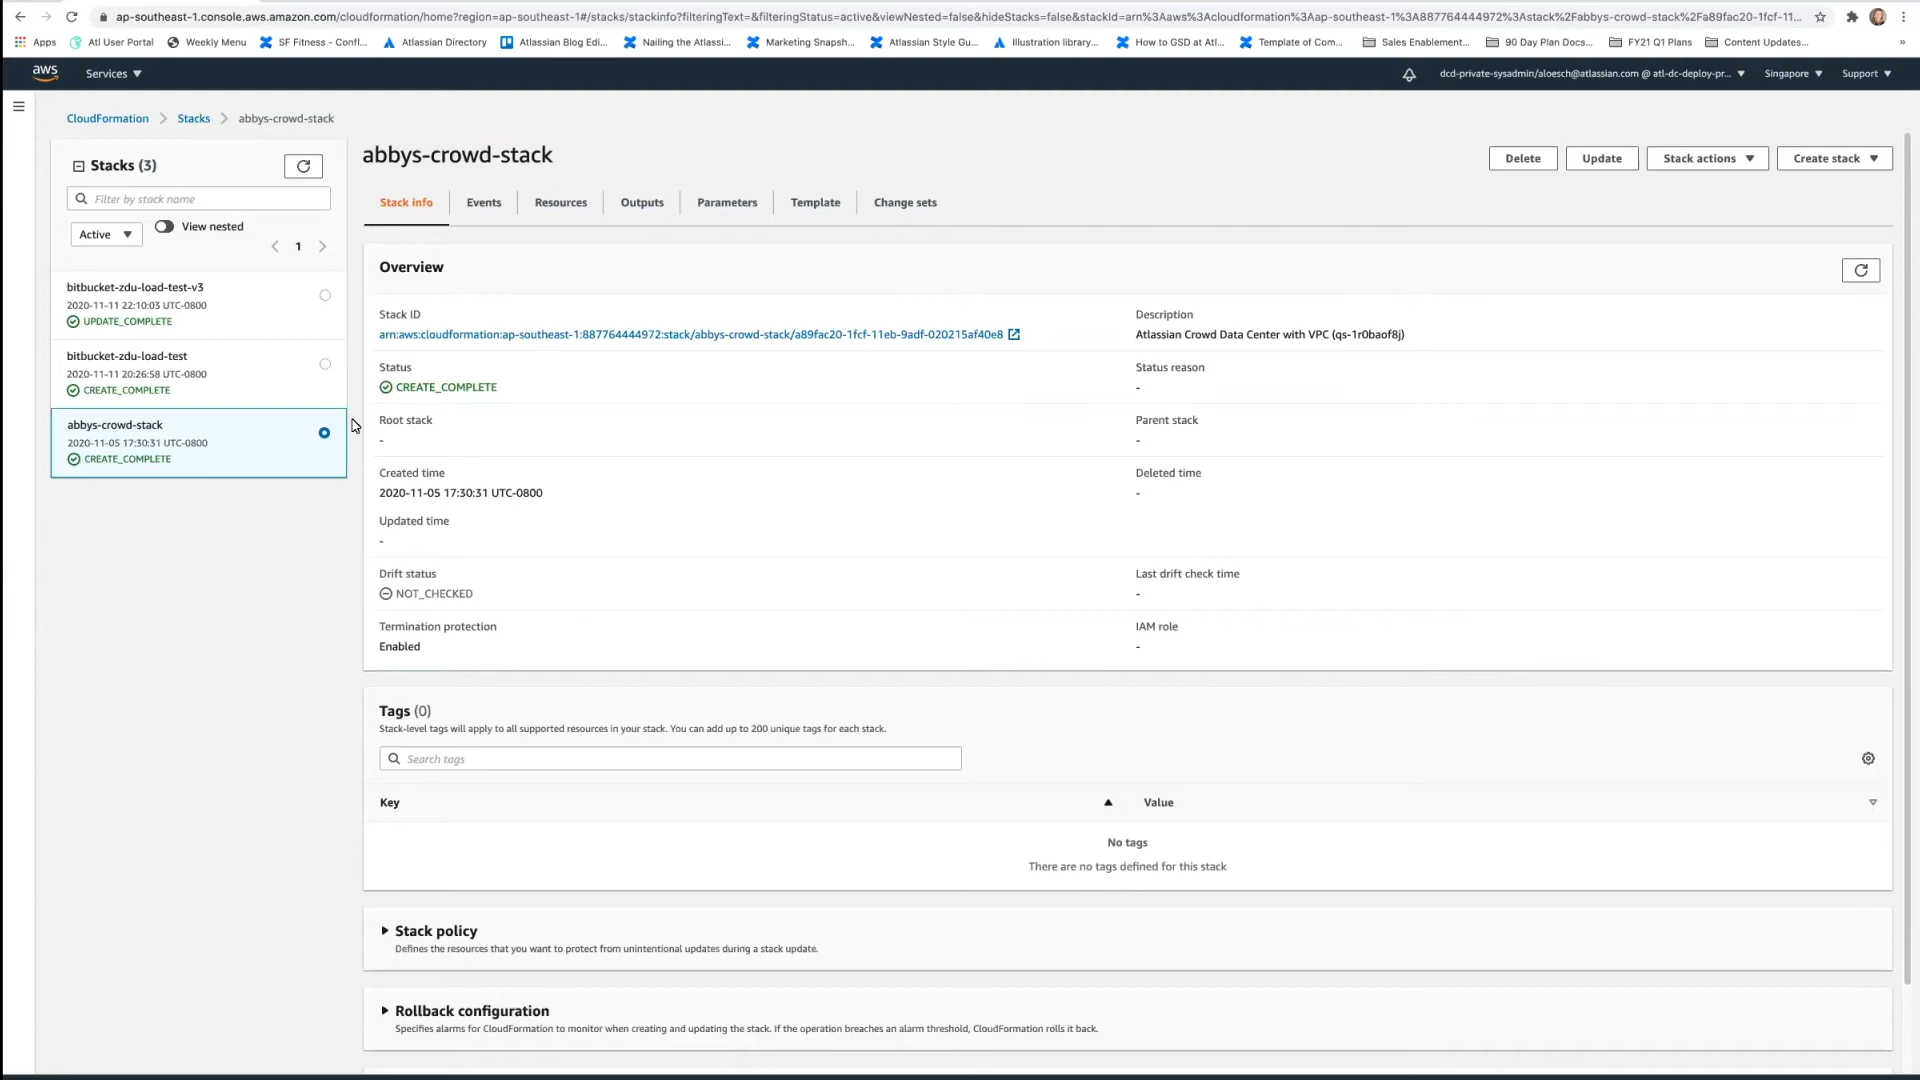 ap-southeast-1.console.aws.amazon.com/cloudformation/home?region=ap-southeast-1#/stacks/stackinfo?filteringText=&filteringStatus=active&viewNested=false&hideStacks=false&stackId=arn%3Aaws%3Acloudformation%3Aap-southeast-1%3A887764444972%3Astack%2Fabbys-crowd-stack%2Fa89fac20-1fcf-11...
Apps
Atl User Portal
Weekly Menu
SF Fitness - Confl...
Atlassian Directory
Atlassian Blog Edi...
Nailing the Atlassi...
Marketing Snapsh...
Atlassian Style Gu...
Illustration library...
How to GSD at Atl...
Template of Com...
Sales Enablement...
90 Day Plan Docs...
FY21 Q1 Plans
Content Updates...
»
aws
Services
dcd-private-sysadmin/aloesch@atlassian.com @ atl-dc-deploy-pr...
Singapore
Support
CloudFormation
Stacks
abbys-crowd-stack
Stacks (3)
Filter by stack name
Active
View nested
1
bitbucket-zdu-load-test-v3
2020-11-11 22:10:03 UTC-0800
UPDATE_COMPLETE
bitbucket-zdu-load-test
2020-11-11 20:26:58 UTC-0800
CREATE_COMPLETE
abbys-crowd-stack
2020-11-05 17:30:31 UTC-0800
CREATE_COMPLETE
abbys-crowd-stack
Delete
Update
Stack actions
Create stack
Stack info
Events
Resources
Outputs
Parameters
Template
Change sets
Overview
Stack ID
arn:aws:cloudformation:ap-southeast-1:887764444972:stack/abbys-crowd-stack/a89fac20-1fcf-11eb-9adf-020215af40e8
Description
Atlassian Crowd Data Center with VPC (qs-1r0baof8j)
Status
CREATE_COMPLETE
Status reason
-
Root stack
-
Parent stack
-
Created time
2020-11-05 17:30:31 UTC-0800
Deleted time
-
Updated time
-
Drift status
NOT_CHECKED
Last drift check time
-
Termination protection
Enabled
IAM role
-
Tags (0)
Stack-level tags will apply to all supported resources in your stack. You can add up to 200 unique tags for each stack.
Search tags
Key
Value
No tags
There are no tags defined for this stack
Stack policy
Defines the resources that you want to protect from unintentional updates during a stack update.
Rollback configuration
Specifies alarms for CloudFormation to monitor when creating and updating the stack. If the operation breaches an alarm threshold, CloudFormation rolls it back.